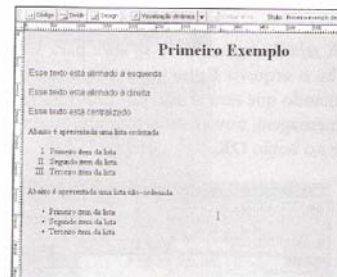 Código Dividir Design Visualização dinâmica
Primeiro Exemplo
Esse texto está alinhado à esquerda
Esse texto está alinhado à direita
Esse texto está centralizado
Abaixo é apresentada uma lista ordenada
I Primeiro item da lista
II Segundo item da lista
III Terceiro item da lista
Abaixo é apresentada uma lista não-ordenada
• Primeiro item da lista
• Segundo item da lista
• Terceiro item da lista